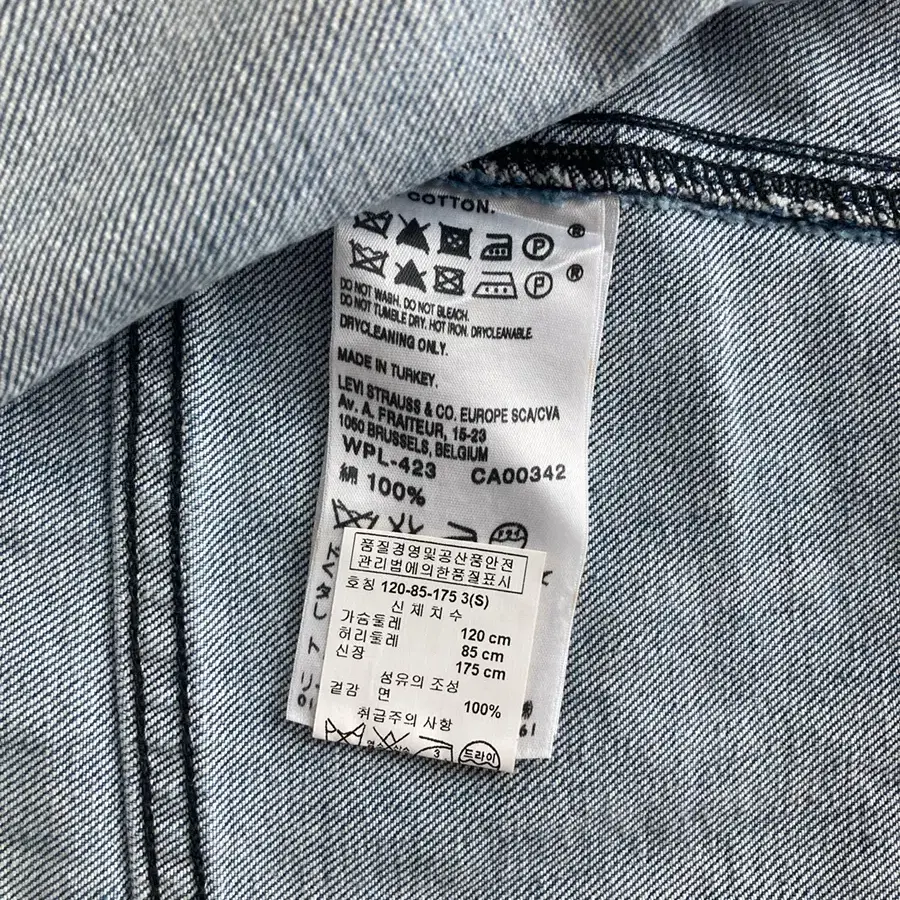 COTTON.
P ®
P ®
DO NOT WASH. DO NOT BLEACH.
DO NOT TUMBLE DRY. HOT IRON. DRYCLEANABLE.
DRYCLEANING ONLY.
MADE IN TURKEY.
LEVI STRAUSS & CO. EUROPE SCA/CVA
Av. A. FRAITEUR, 15-23
1050 BRUSSELS, BELGIUM
WPL-423 CA00342
綿 100%
품질경영및공산품안전
관리법에의한품질표시
호칭 120-85-175 3(S)
신체치수
가슴둘레 120 cm
허리둘레 85 cm
신장 175 cm
섬유의 조성
겉감 면 100%
취급주의 사항
3 드라이